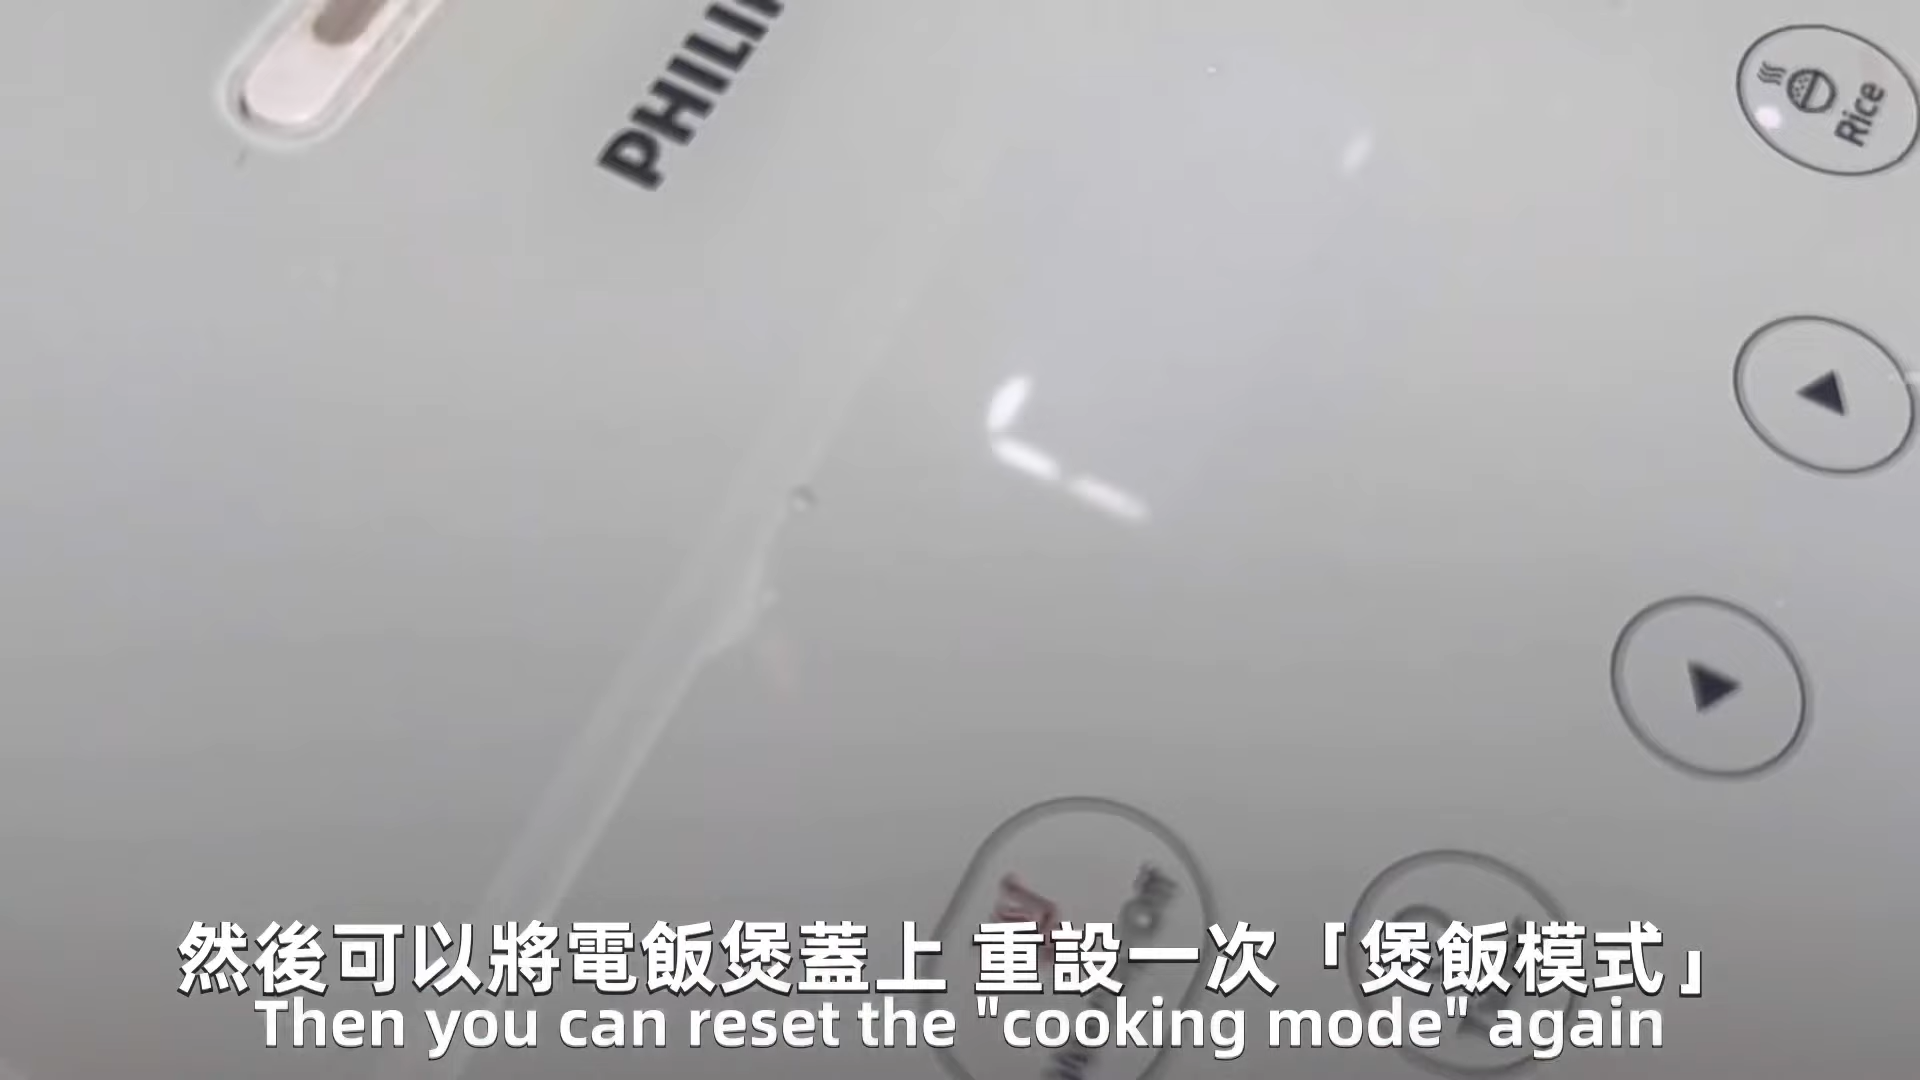 PHILI
Rice
Off
然後可以將電飯煲蓋上 重設一次「煲飯模式」
Then you can reset the "cooking mode" again